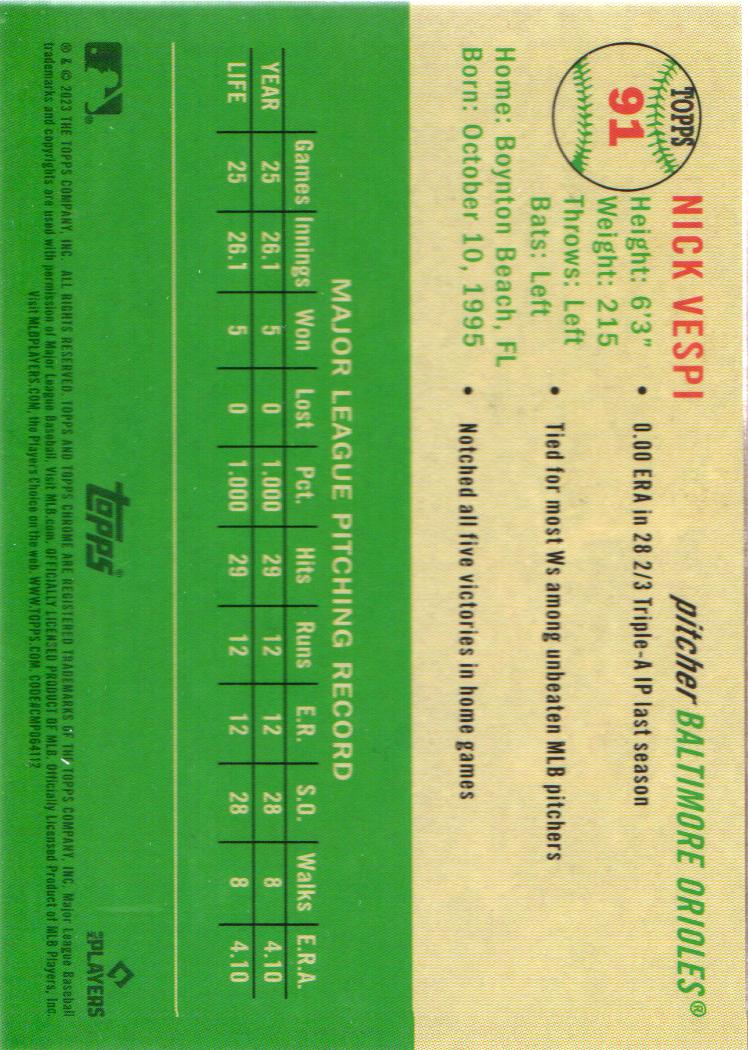 TOPPS
91
NICK VESPI
pitcher BALTIMORE ORIOLES®
Height: 6'3"
Weight: 215
Throws: Left
Bats: Left
Home: Boynton Beach, FL
Born: October 10, 1995
• 0.00 ERA in 28 2/3 Triple-A IP last season
• Tied for most Ws among unbeaten MLB pitchers
• Notched all five victories in home games
MAJOR LEAGUE PITCHING RECORD
Games Innings Won Lost Pct. Hits Runs E.R. S.O. Walks E.R.A.
YEAR 25 26.1 5 0 1.000 29 12 12 28 8 4.10
LIFE 25 26.1 5 0 1.000 29 12 12 28 8 4.10
topps®
MLB PLAYERS
® & © 2023 THE TOPPS COMPANY, INC. ALL RIGHTS RESERVED. TOPPS AND TOPPS CHROME ARE REGISTERED TRADEMARKS OF THE TOPPS COMPANY, INC. Major League Baseball
trademarks and copyrights are used with permission of Major League Baseball. Visit MLB.com. OFFICIALLY LICENSED PRODUCT OF MLB. Officially Licensed Product of MLB Players, Inc.
Visit MLBPLAYERS.COM, the Players Choice on the web. WWW.TOPPS.COM CODE#CMP064112